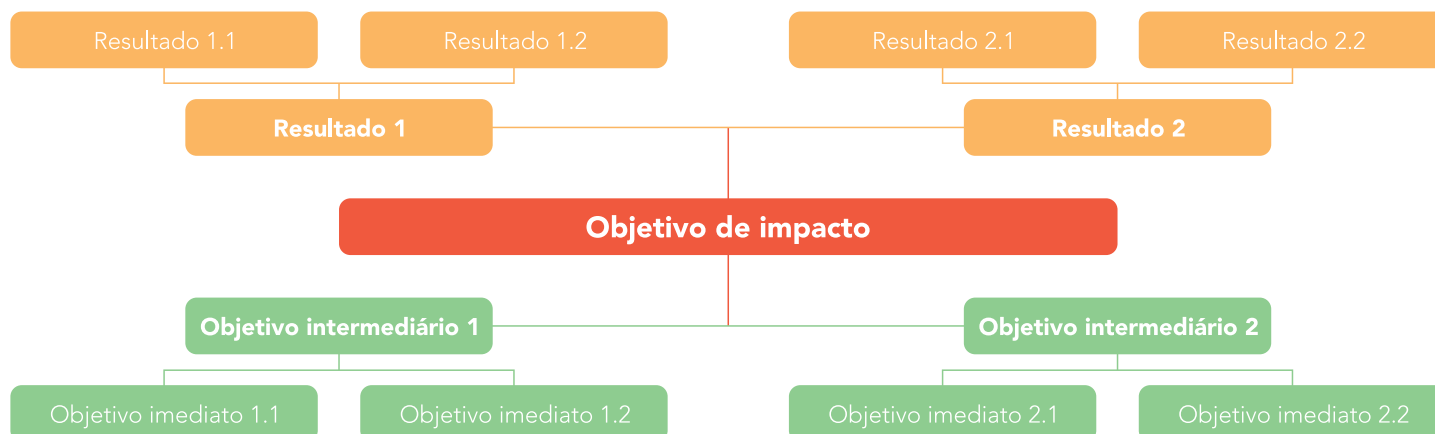 Resultado 1.1
Resultado 1.2
Resultado 2.1
Resultado 2.2
Resultado 1
Resultado 2
Objetivo de impacto
Objetivo intermediário 1
Objetivo intermediário 2
Objetivo imediato 1.1
Objetivo imediato 1.2
Objetivo imediato 2.1
Objetivo imediato 2.2